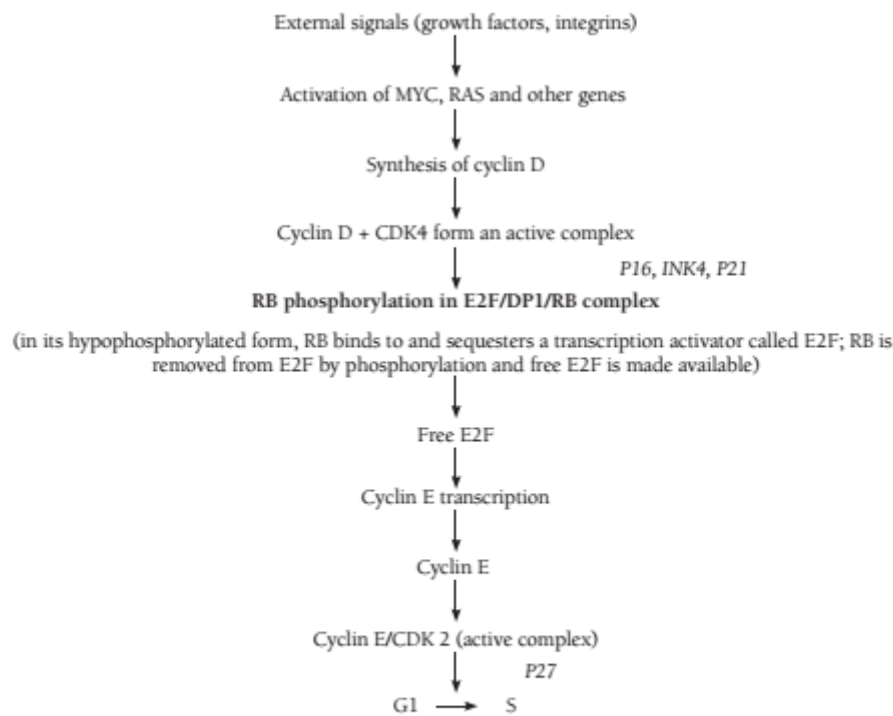 External signals (growth factors, integrins)
Activation of MYC, RAS and other genes
Synthesis of cyclin D
Cyclin D + CDK4 form an active complex
P16, INK4, P21
RB phosphorylation in E2F/DP1/RB complex
(in its hypophosphorylated form, RB binds to and sequesters a transcription activator called E2F; RB is
removed from E2F by phosphorylation and free E2F is made available)
Free E2F
Cyclin E transcription
Cyclin E
Cyclin E/CDK 2 (active complex)
P27
G1 S